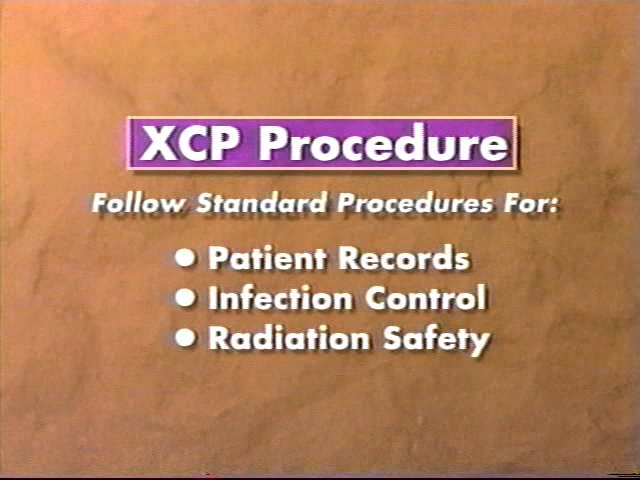 XCP Procedure
Follow Standard Procedures For:
● Patient Records
● Infection Control
● Radiation Safety